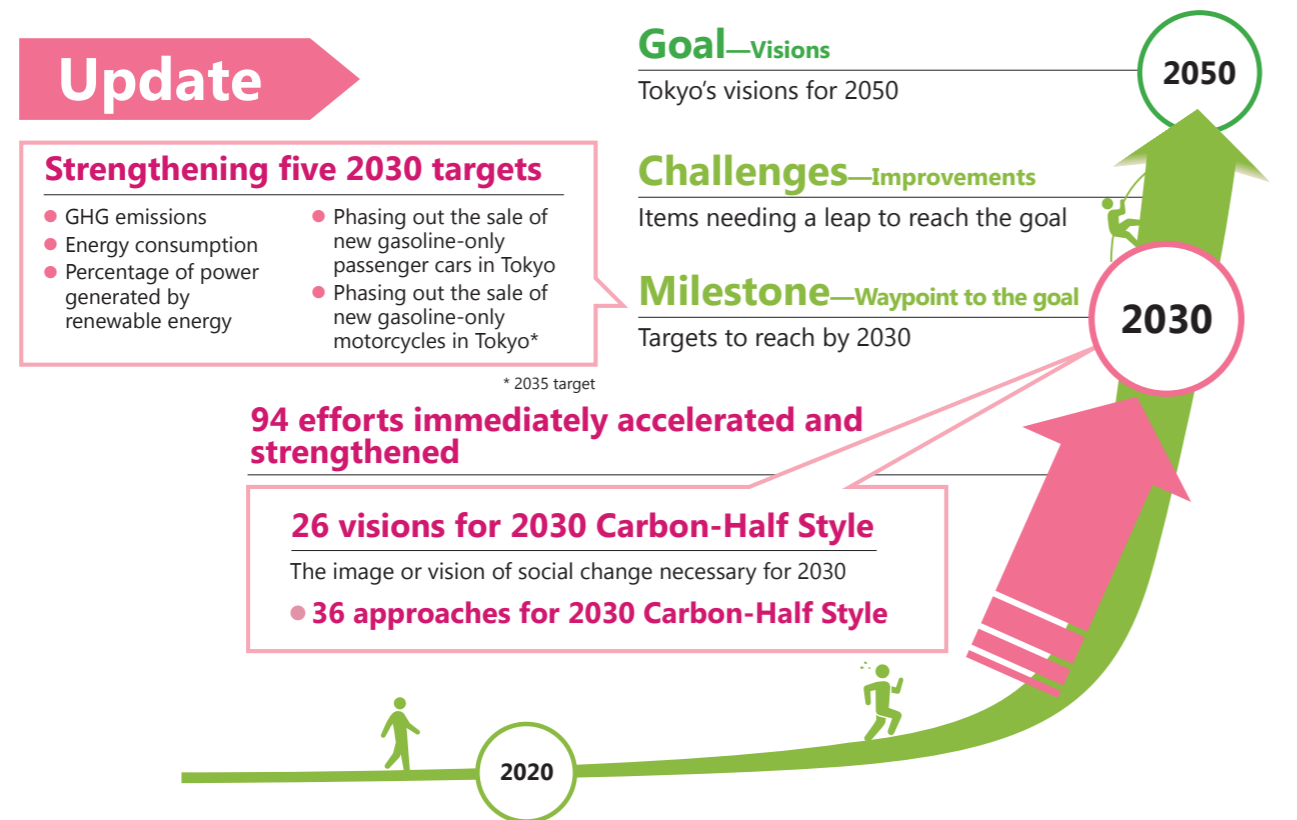 Update
Strengthening five 2030 targets
● GHG emissions
● Energy consumption
● Percentage of power
generated by
renewable energy
● Phasing out the sale of
new gasoline-only
passenger cars in Tokyo
● Phasing out the sale of
new gasoline-only
motorcycles in Tokyo*
* 2035 target
Goal—Visions
Tokyo’s visions for 2050
2050
Challenges—Improvements
Items needing a leap to reach the goal
Milestone—Waypoint to the goal
Targets to reach by 2030
2030
94 efforts immediately accelerated and
strengthened
26 visions for 2030 Carbon-Half Style
The image or vision of social change necessary for 2030
● 36 approaches for 2030 Carbon-Half Style
2020